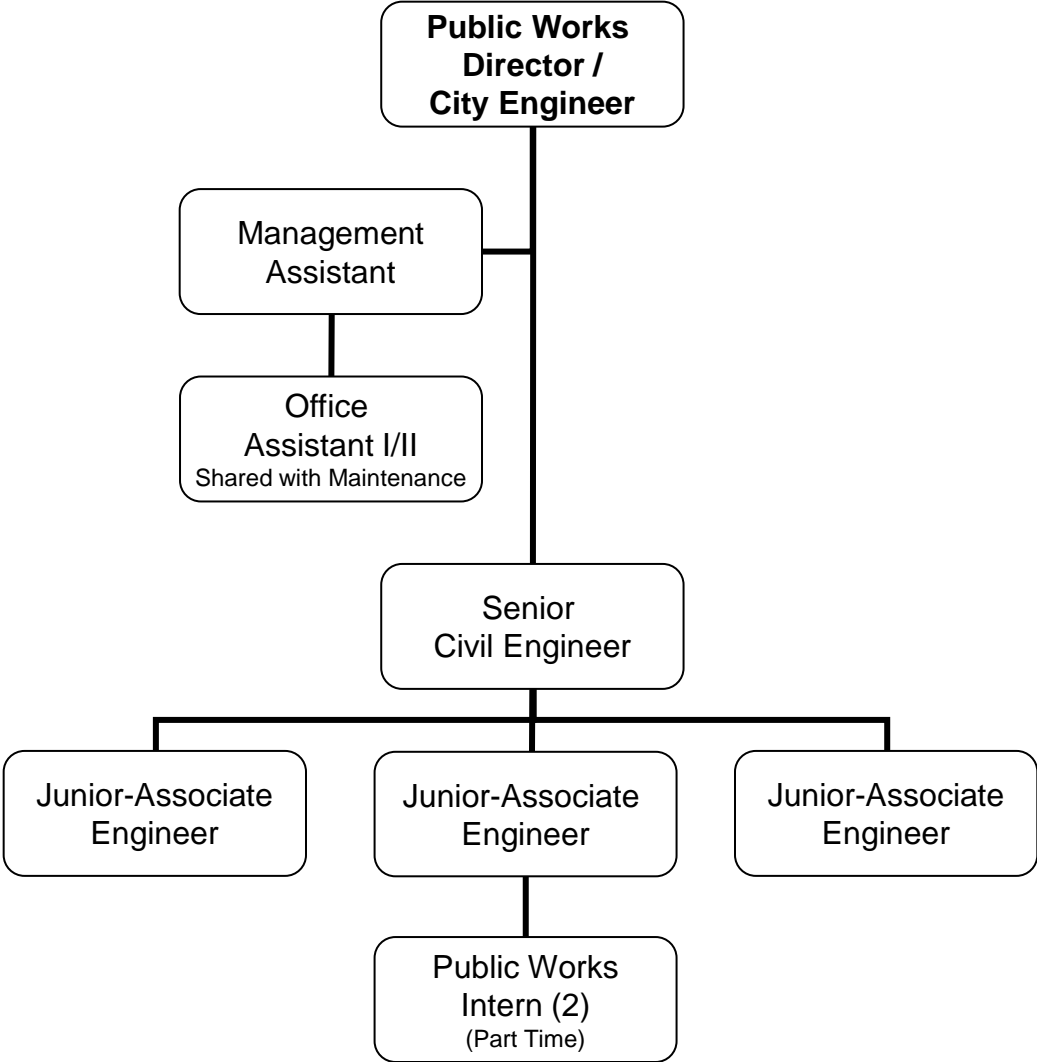 Public Works
Director /
City Engineer
Management
Assistant
Office
Assistant I/II
Shared with Maintenance
Senior
Civil Engineer
Junior-Associate
Engineer
Junior-Associate
Engineer
Junior-Associate
Engineer
Public Works
Intern (2)
(Part Time)